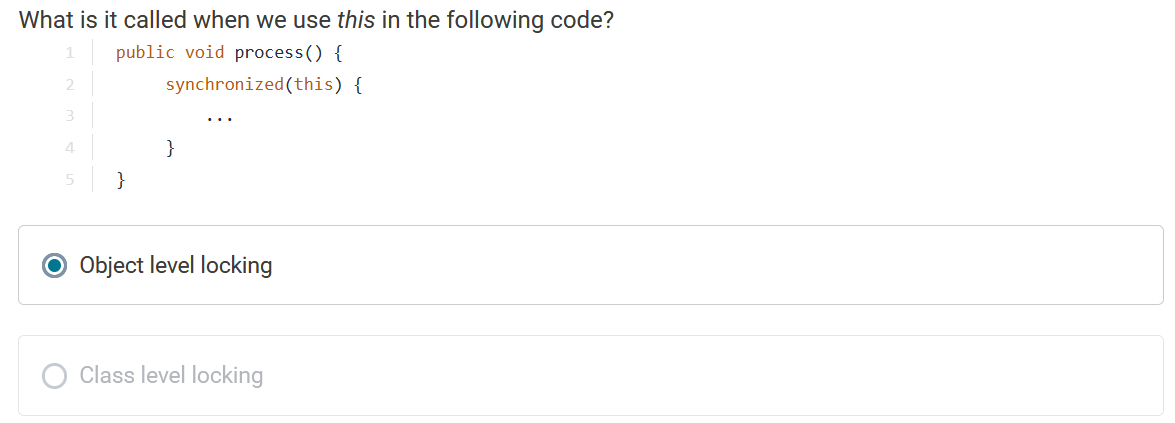 What is it called when we use this in the following code?
1 public void process() {
2 synchronized(this) {
3 ...
4 }
5 }
Object level locking
Class level locking